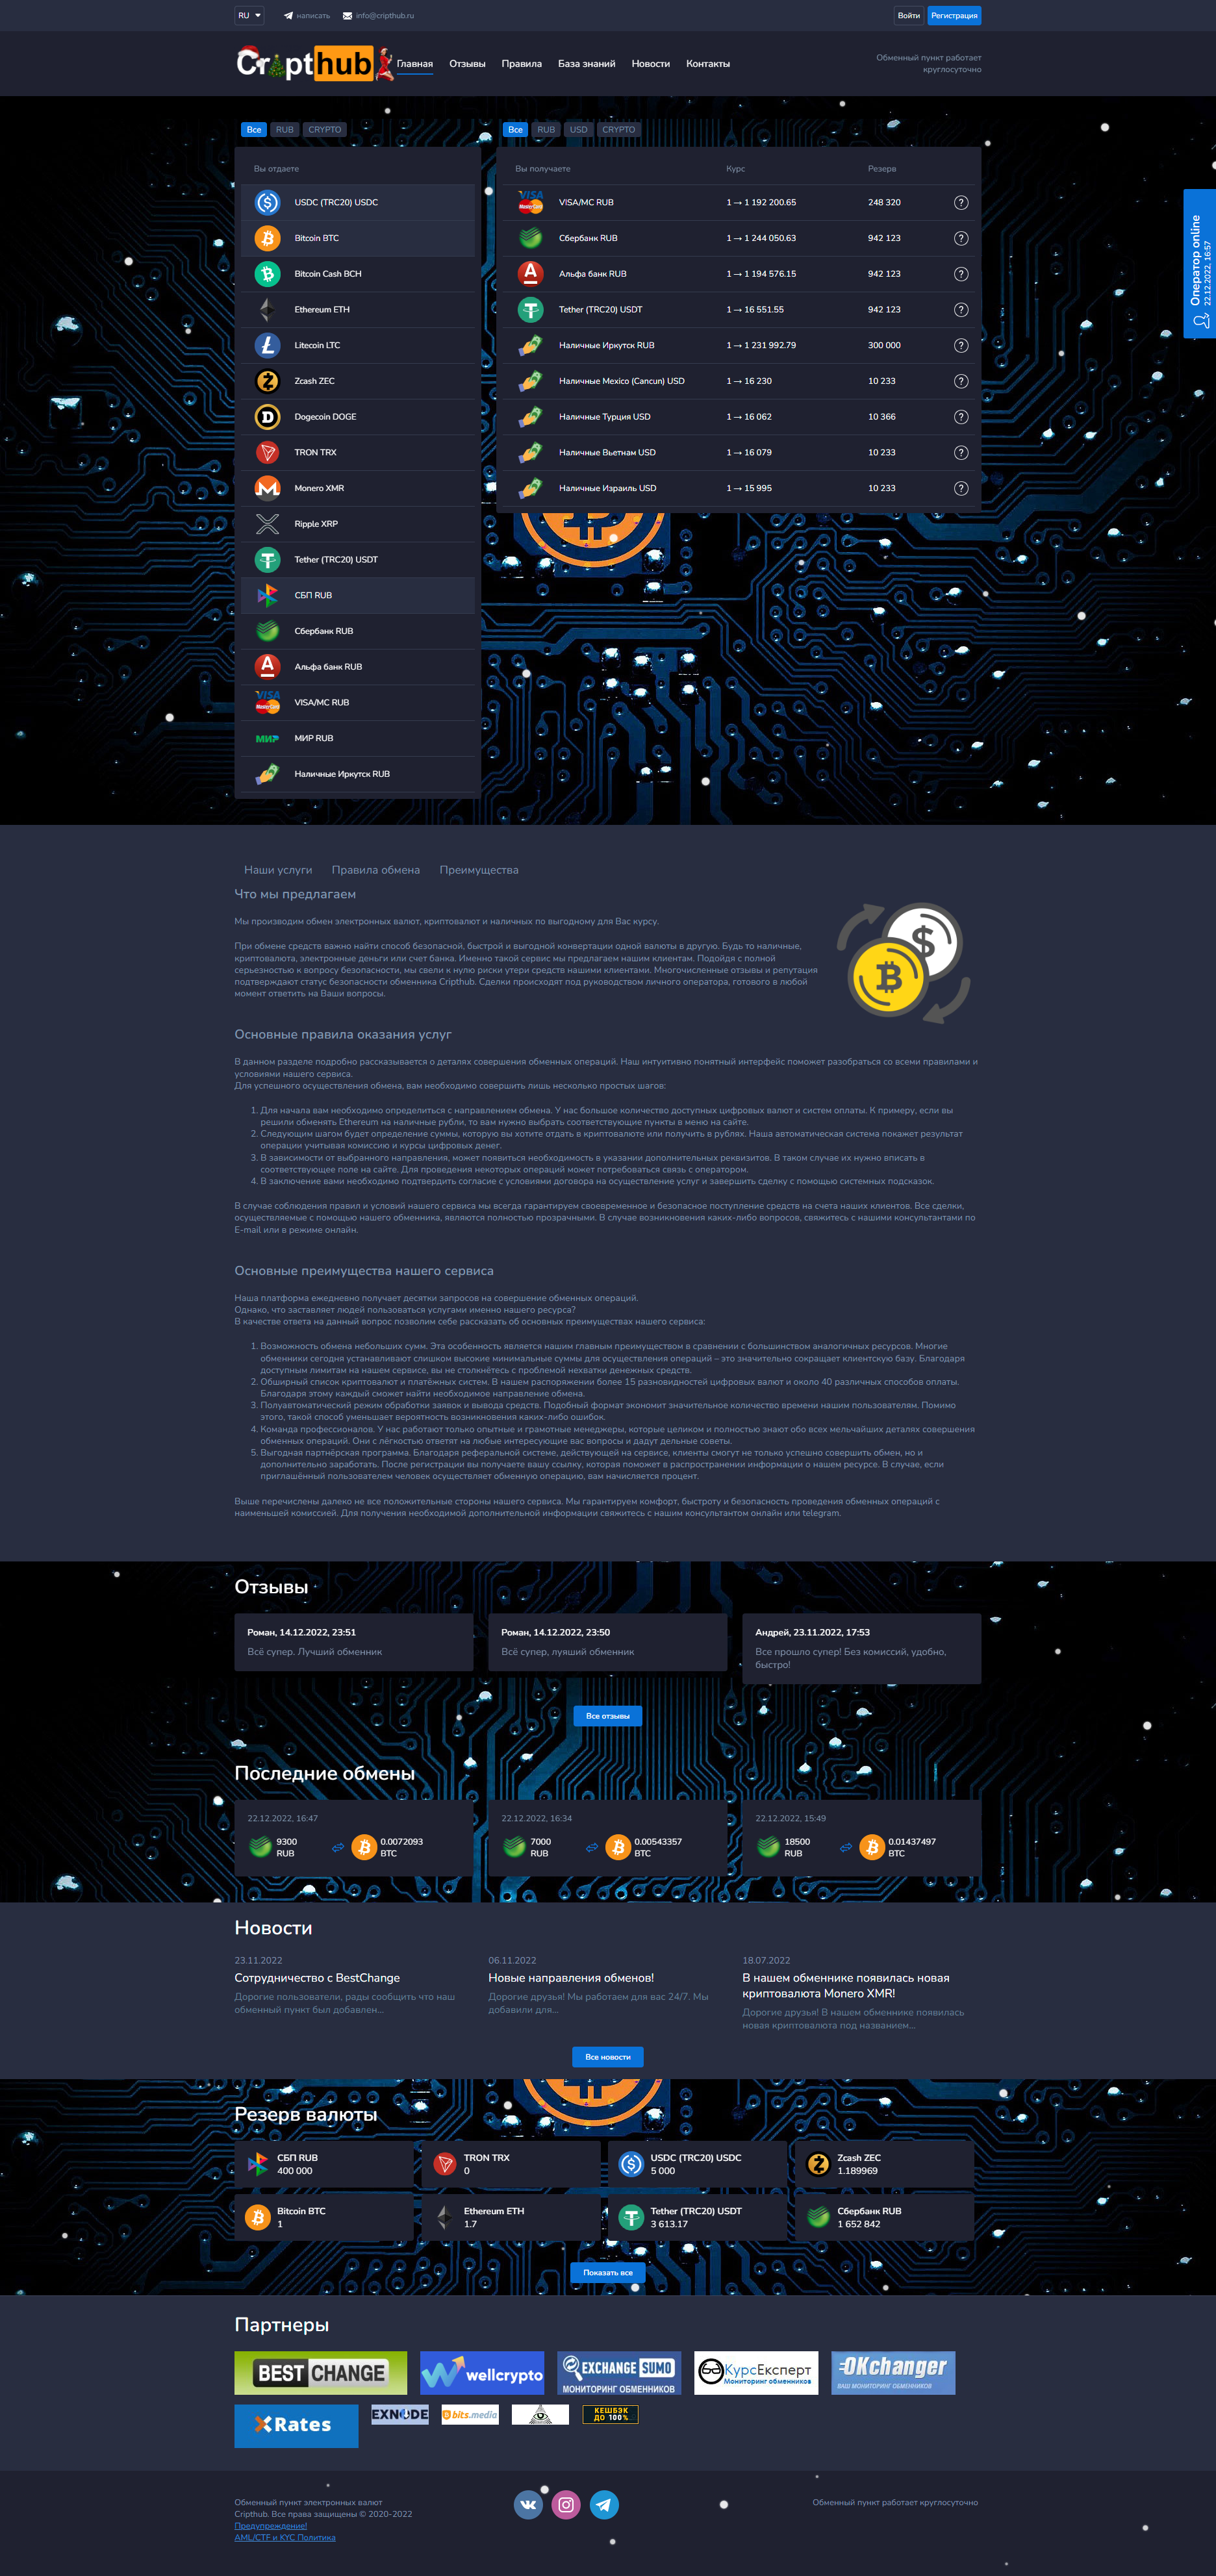 RU
написать
info@cripthub.ru
Войти
Регистрация
Cripthub
Главная
Отзывы
Правила
База знаний
Новости
Контакты
Обменный пункт работает
круглосуточно
Все RUB CRYPTO
Все RUB USD CRYPTO
Вы отдаете
USDC (TRC20) USDC
Bitcoin BTC
Bitcoin Cash BCH
Ethereum ETH
Litecoin LTC
Zcash ZEC
Dogecoin DOGE
TRON TRX
Monero XMR
Ripple XRP
Tether (TRC20) USDT
СБП RUB
Сбербанк RUB
Альфа банк RUB
VISA/MC RUB
МИР RUB
Наличные Иркутск RUB
Вы получаете Курс Резерв
VISA/MC RUB 1 → 1 192 200.65 248 320 ?
Сбербанк RUB 1 → 1 244 050.63 942 123 ?
Альфа банк RUB 1 → 1 194 576.15 942 123 ?
Tether (TRC20) USDT 1 → 16 551.55 942 123 ?
Наличные Иркутск RUB 1 → 1 231 992.79 300 000 ?
Наличные Mexico (Cancun) USD 1 → 16 230 10 233 ?
Наличные Турция USD 1 → 16 062 10 366 ?
Наличные Вьетнам USD 1 → 16 079 10 233 ?
Наличные Израиль USD 1 → 15 995 10 233 ?
Оператор online
22.12.2022, 16:57
Наши услуги Правила обмена Преимущества
Что мы предлагаем
Мы производим обмен электронных валют, криптовалют и наличных по выгодному для Вас курсу.
При обмене средств важно найти способ безопасной, быстрой и выгодной конвертации одной валюты в другую. Будь то наличные,
криптовалюта, электронные деньги или счет банка. Именно такой сервис мы предлагаем нашим клиентам. Подойдя с полной
серьезностью к вопросу безопасности, мы свели к нулю риски утери средств нашими клиентами. Многочисленные отзывы и репутация
подтверждают статус безопасности обменника Cripthub. Сделки происходят под руководством личного оператора, готового в любой
момент ответить на Ваши вопросы.
Основные правила оказания услуг
В данном разделе подробно рассказывается о деталях совершения обменных операций. Наш интуитивно понятный интерфейс поможет разобраться со всеми правилами и
условиями нашего сервиса.
Для успешного осуществления обмена, вам необходимо совершить лишь несколько простых шагов:
1. Для начала вам необходимо определиться с направлением обмена. У нас большое количество доступных цифровых валют и систем оплаты. К примеру, если вы
решили обменять Ethereum на наличные рубли, то вам нужно выбрать соответствующие пункты в меню на сайте.
2. Следующим шагом будет определение суммы, которую вы хотите отдать в криптовалюте или получить в рублях. Наша автоматическая система покажет результат
операции учитывая комиссию и курсы цифровых денег.
3. В зависимости от выбранного направления, может появиться необходимость в указании дополнительных реквизитов. В таком случае их нужно вписать в
соответствующее поле на сайте. Для проведения некоторых операций может потребоваться связь с оператором.
4. В заключение вами необходимо подтвердить согласие с условиями договора на осуществление услуг и завершить сделку с помощью системных подсказок.
В случае соблюдения правил и условий нашего сервиса мы всегда гарантируем своевременное и безопасное поступление средств на счета наших клиентов. Все сделки,
осуществляемые с помощью нашего обменника, являются полностью прозрачными. В случае возникновения каких-либо вопросов, свяжитесь с нашими консультантами по
E-mail или в режиме онлайн.
Основные преимущества нашего сервиса
Наша платформа ежедневно получает десятки запросов на совершение обменных операций.
Однако, что заставляет людей пользоваться услугами именно нашего ресурса?
В качестве ответа на данный вопрос позволим себе рассказать об основных преимуществах нашего сервиса:
1. Возможность обмена небольших сумм. Эта особенность является нашим главным преимуществом в сравнении с большинством аналогичных ресурсов. Многие
обменники сегодня устанавливают слишком высокие минимальные суммы для осуществления операций – это значительно сокращает клиентскую базу. Благодаря
доступным лимитам на нашем сервисе, вы не столкнётесь с проблемой нехватки денежных средств.
2. Обширный список криптовалют и платёжных систем. В нашем распоряжении более 15 разновидностей цифровых валют и около 40 различных способов оплаты.
Благодаря этому каждый сможет найти необходимое направление обмена.
3. Полуавтоматический режим обработки заявок и вывода средств. Подобный формат экономит значительное количество времени нашим пользователям. Помимо
этого, такой способ уменьшает вероятность возникновения каких-либо ошибок.
4. Команда профессионалов. У нас работают только опытные и грамотные менеджеры, которые целиком и полностью знают обо всех мельчайших деталях совершения
обменных операций. Они с лёгкостью ответят на любые интересующие вас вопросы и дадут дельные советы.
5. Выгодная партнёрская программа. Благодаря реферальной системе, действующей на сервисе, клиенты смогут не только успешно совершить обмен, но и
дополнительно заработать. После регистрации вы получаете вашу ссылку, которая поможет в распространении информации о нашем ресурсе. В случае, если
приглашённый пользователем человек осуществляет обменную операцию, вам начисляется процент.
Выше перечислены далеко не все положительные стороны нашего сервиса. Мы гарантируем комфорт, быстроту и безопасность проведения обменных операций с
наименьшей комиссией. Для получения необходимой дополнительной информации свяжитесь с нашим консультантом онлайн или telegram.
Отзывы
Роман, 14.12.2022, 23:51
Всё супер. Лучший обменник
Роман, 14.12.2022, 23:50
Всё супер, луяший обменник
Андрей, 23.11.2022, 17:53
Все прошло супер! Без комиссий, удобно,
быстро!
Все отзывы
Последние обмены
22.12.2022, 16:47
9300 RUB
0.0072093 BTC
22.12.2022, 16:34
7000 RUB
0.00543357 BTC
22.12.2022, 15:49
18500 RUB
0.01437497 BTC
Новости
23.11.2022
Сотрудничество с BestChange
Дорогие пользователи, рады сообщить что наш
обменный пункт был добавлен...
06.11.2022
Новые направления обменов!
Дорогие друзья! Мы работаем для вас 24/7. Мы
добавили для...
18.07.2022
В нашем обменнике появилась новая
криптовалюта Monero XMR!
Дорогие друзья! В нашем обменнике появилась
новая криптовалюта под названием...
Все новости
Резерв валюты
СБП RUB
400 000
TRON TRX
0
USDC (TRC20) USDC
5 000
Zcash ZEC
1.189969
Bitcoin BTC
1
Ethereum ETH
1.7
Tether (TRC20) USDT
3 613.17
Сбербанк RUB
1 652 842
Показать все
Партнеры
BEST CHANGE
wellcrypto
EXCHANGE SUMO
МОНИТОРИНГ ОБМЕННИКОВ
КурсЕксперт
Мониторинг обменников
OKchanger
ВАШ МОНИТОРИНГ ОБМЕННИКОВ
Rates
EXNODE
bits.media
КЕШБЭК
ДО 100%
Обменный пункт электронных валют
Cripthub. Все права защищены © 2020-2022
Предупреждение!
AML/CTF и KYC Политика
Обменный пункт работает круглосуточно